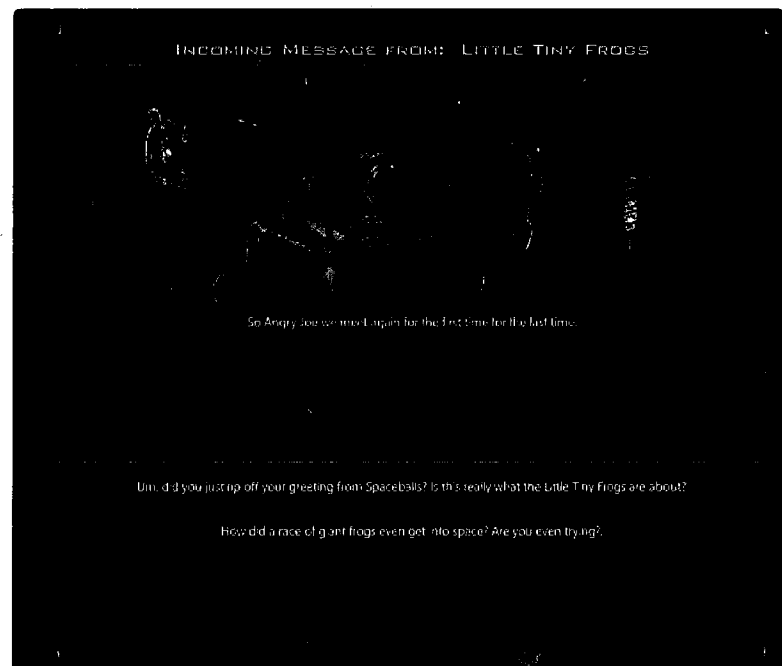 INCOMING MESSAGE FROM: LITTLE TINY FROGS
So Angry Joe we meet again for the first time for the last time.
Um, did you just rip off your greeting from Spaceballs? Is this really what the Little Tiny Frogs are about?
How did a race of giant frogs even get into space? Are you even trying?.